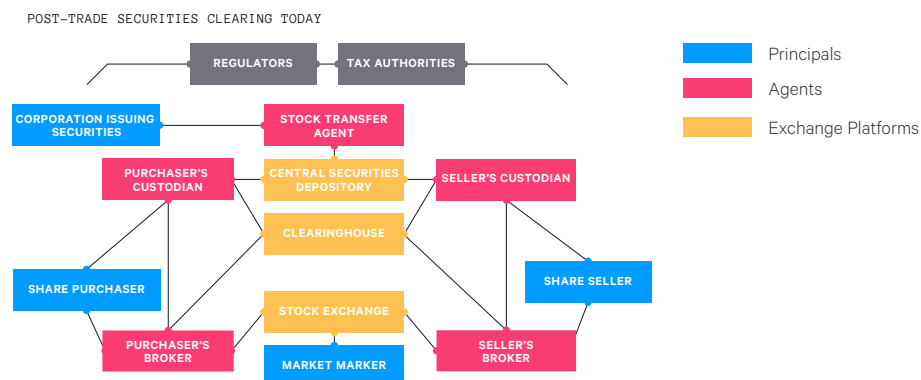 POST-TRADE SECURITIES CLEARING TODAY
REGULATORS
TAX AUTHORITIES
Principals
Agents
Exchange Platforms
CORPORATION ISSUING
SECURITIES
STOCK TRANSFER
AGENT
PURCHASER'S
CUSTODIAN
CENTRAL SECURITIES
DEPOSITORY
SELLER'S CUSTODIAN
CLEARINGHOUSE
SHARE PURCHASER
SHARE SELLER
STOCK EXCHANGE
PURCHASER'S
BROKER
MARKET MARKER
SELLER'S
BROKER